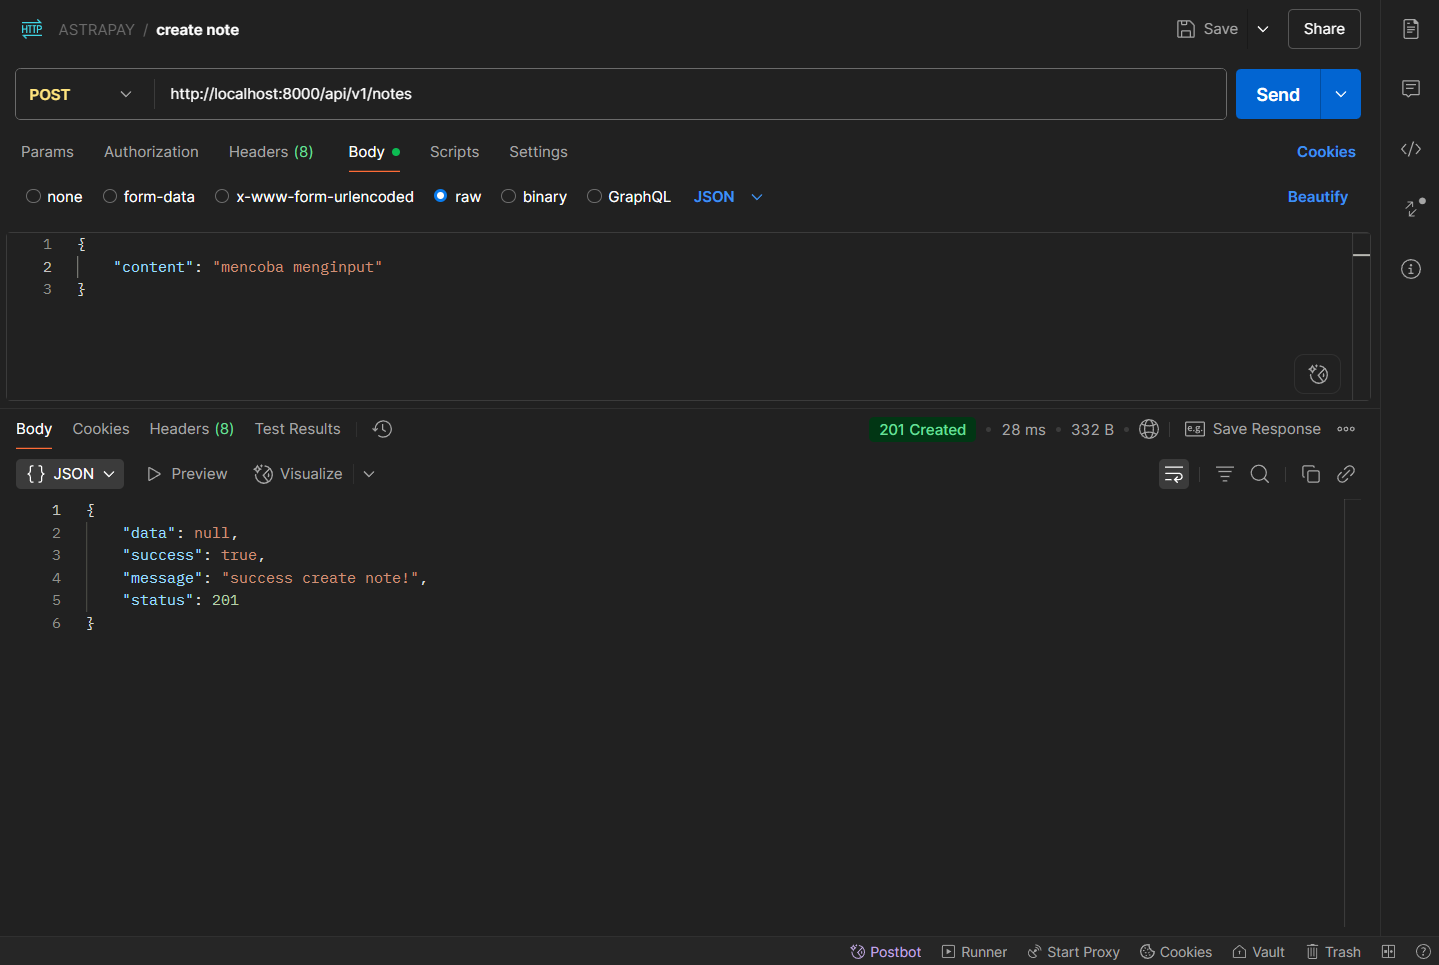 HTTP ASTRAPAY / create note Save Share
POST http://localhost:8000/api/v1/notes Send
Params Authorization Headers (8) Body Scripts Settings Cookies
none form-data x-www-form-urlencoded raw binary GraphQL JSON Beautify
1 {
2 "content": "mencoba menginput"
3 }
Body Cookies Headers (8) Test Results 201 Created • 28 ms • 332 B • e.g. Save Response
{} JSON Preview Visualize
1 {
2 "data": null,
3 "success": true,
4 "message": "success create note!",
5 "status": 201
6 }
Postbot Runner Start Proxy Cookies Vault Trash